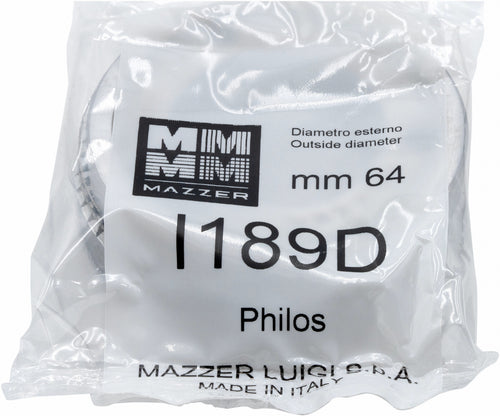 MAZZER
Diametro esterno
Outside diameter
mm 64
I189D
Philos
MAZZER LUIGI S.p.A.
MADE IN ITALY